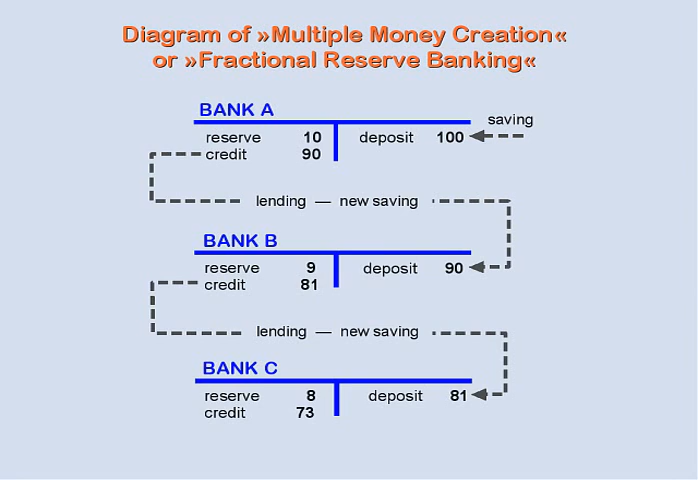 Diagram of »Multiple Money Creation«
or »Fractional Reserve Banking«
BANK A
saving
reserve 10 deposit 100
credit 90
lending — new saving
BANK B
reserve 9 deposit 90
credit 81
lending — new saving
BANK C
reserve 8 deposit 81
credit 73